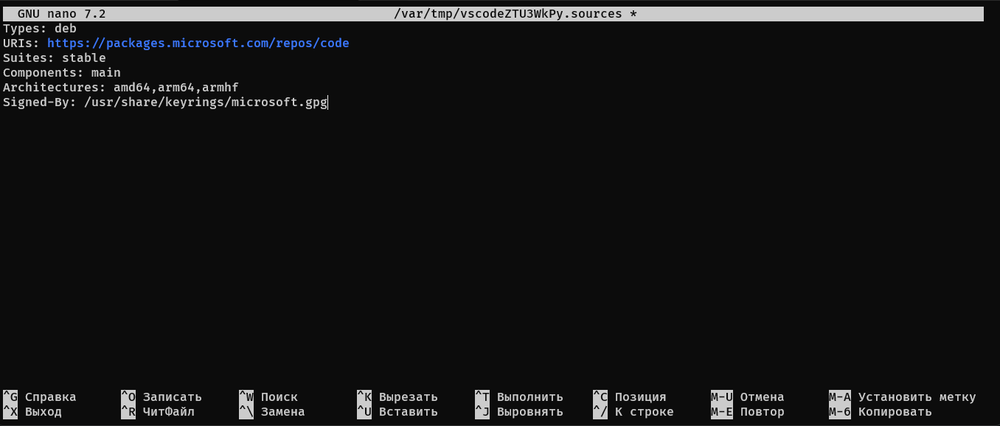 GNU nano 7.2 /var/tmp/vscodeZTU3WkPy.sources *
Types: deb
URIs: https://packages.microsoft.com/repos/code
Suites: stable
Components: main
Architectures: amd64,arm64,armhf
Signed-By: /usr/share/keyrings/microsoft.gpg
^G Справка ^O Записать ^W Поиск ^K Вырезать ^T Выполнить ^C Позиция M-U Отмена M-A Установить метку
^X Выход ^R ЧитФайл ^\ Замена ^U Вставить ^J Выровнять ^/ К строке M-E Повтор M-6 Копировать